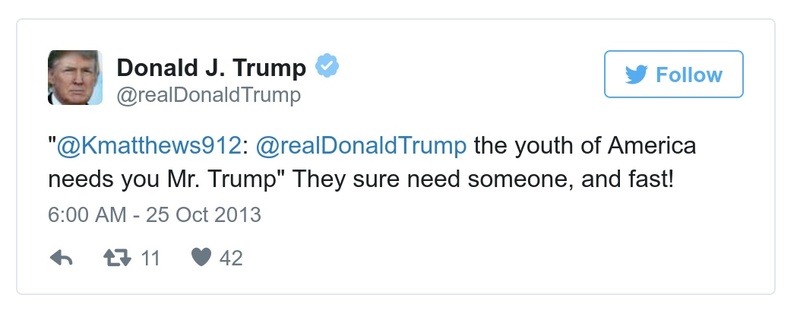 Donald J. Trump
@realDonaldTrump
Follow
"@Kmatthews912: @realDonaldTrump the youth of America
needs you Mr. Trump" They sure need someone, and fast!
6:00 AM - 25 Oct 2013
11
42